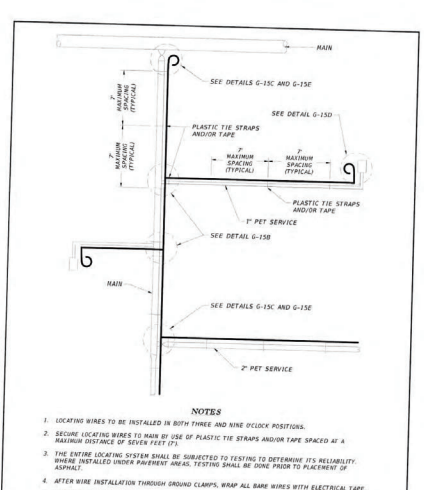 MAIN
SEE DETAILS G-15C AND G-15E
7'
MAXIMUM
SPACING
(TYPICAL)
SEE DETAIL G-15D
PLASTIC TIE STRAPS
AND/OR TAPE
7'
MAXIMUM
SPACING
(TYPICAL)
7'
MAXIMUM
SPACING
(TYPICAL)
7'
MAXIMUM
SPACING
(TYPICAL)
PLASTIC TIE STRAPS
AND/OR TAPE
1" PET SERVICE
SEE DETAIL G-15B
MAIN
SEE DETAILS G-15C AND G-15E
2" PET SERVICE
NOTES
1. LOCATING WIRES TO BE INSTALLED IN BOTH THREE AND NINE O'CLOCK POSITIONS.
2. SECURE LOCATING WIRES TO MAIN BY USE OF PLASTIC TIE STRAPS AND/OR TAPE SPACED AT A
MAXIMUM DISTANCE OF SEVEN FEET (7').
3. THE ENTIRE LOCATING SYSTEM SHALL BE SUBJECTED TO TESTING TO DETERMINE ITS RELIABILITY.
WHERE INSTALLED UNDER PAVEMENT AREAS, TESTING SHALL BE DONE PRIOR TO PLACEMENT OF
ASPHALT.
4. AFTER WIRE INSTALLATION THROUGH GROUND CLAMPS, WRAP ALL BARE WIRES WITH ELECTRICAL TAPE